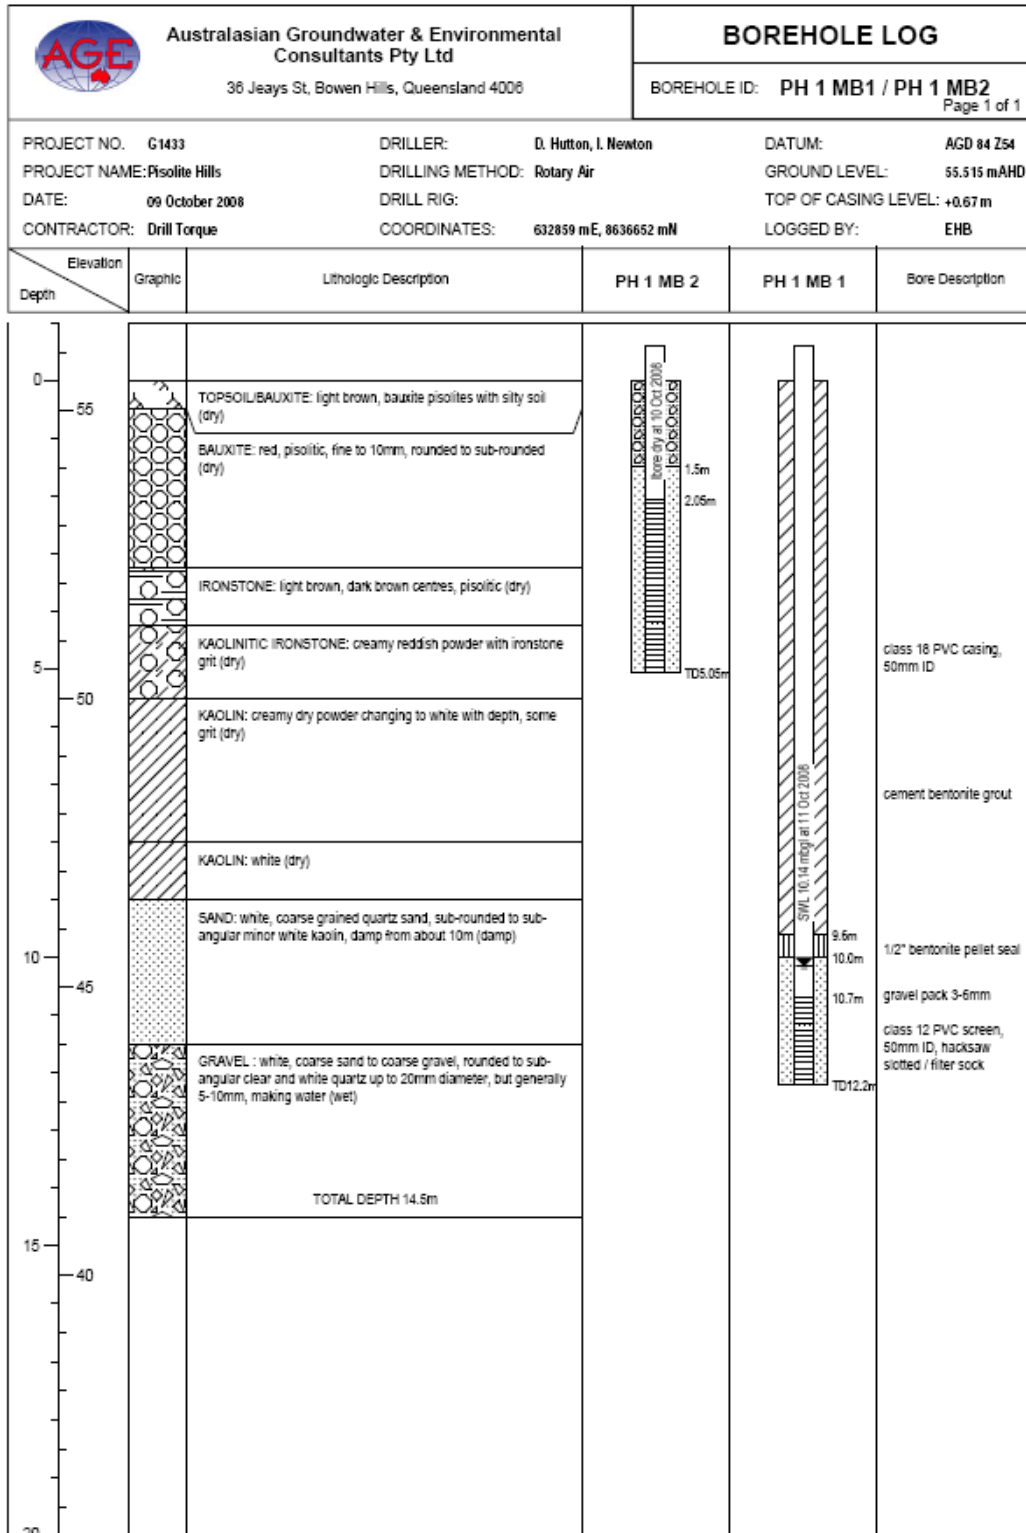 AGE
Australasian Groundwater & Environmental
Consultants Pty Ltd
36 Jeays St, Bowen Hills, Queensland 4006
BOREHOLE LOG
BOREHOLE ID: PH 1 MB1 / PH 1 MB2
Page 1 of 1
PROJECT NO. G1433
DRILLER: D. Hutton, I. Newton
DATUM: AGD 84 Z54
PROJECT NAME: Pisolite Hills
DRILLING METHOD: Rotary Air
GROUND LEVEL: 55.515 mAHD
DATE: 09 October 2008
DRILL RIG:
TOP OF CASING LEVEL: +0.67 m
CONTRACTOR: Drill Torque
COORDINATES: 632859 mE, 8636652 mN
LOGGED BY: EHB
Elevation
Depth
Graphic
Lithologic Description
PH 1 MB 2
PH 1 MB 1
Bore Description
0
55
TOPSOIL/BAUXITE: light brown, bauxite pisolites with silty soil
(dry)
BAUXITE: red, pisolitic, fine to 10mm, rounded to sub-rounded
(dry)
bore dry at 10 Oct 2008
1.5m
2.05m
IRONSTONE: light brown, dark brown centres, pisolitic (dry)
KAOLINITIC IRONSTONE: creamy reddish powder with ironstone
grit (dry)
5
TD5.05m
class 18 PVC casing,
50mm ID
50
KAOLIN: creamy dry powder changing to white with depth, some
grit (dry)
cement bentonite grout
SWL 10.14 mbgl at 11 Oct 2008
KAOLIN: white (dry)
SAND: white, coarse grained quartz sand, sub-rounded to sub-
angular minor white kaolin, damp from about 10m (damp)
9.6m
1/2" bentonite pellet seal
10
10.0m
45
10.7m
gravel pack 3-6mm
class 12 PVC screen,
50mm ID, hacksaw
slotted / filter sock
GRAVEL : white, coarse sand to coarse gravel, rounded to sub-
angular clear and white quartz up to 20mm diameter, but generally
5-10mm, making water (wet)
TD12.2m
TOTAL DEPTH 14.5m
15
40
20